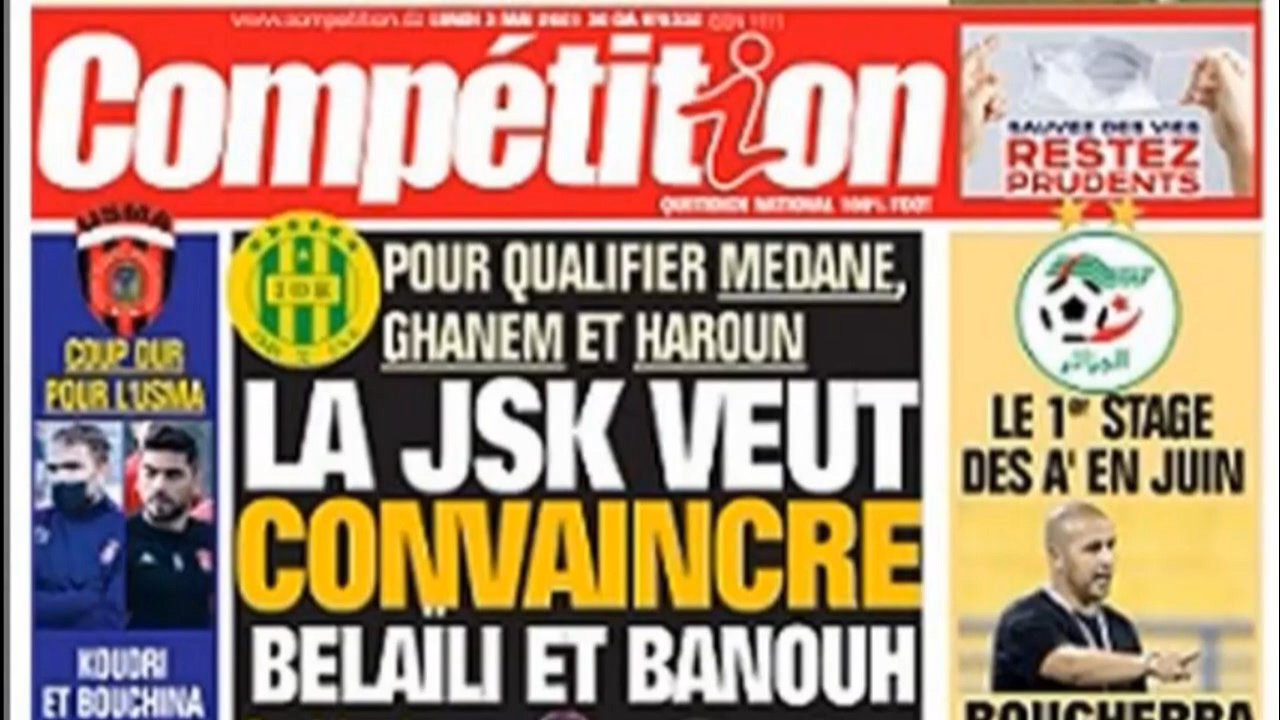 Compétition
SAUVEZ DES VIES
RESTEZ
PRUDENTS
QUOTIDIEN NATIONAL 100% FOOT
USMA
COUP DUR
POUR L'USMA
KOUDRI
ET BOUCHINA
POUR QUALIFIER MEDANE,
GHANEM ET HAROUN
LA JSK VEUT
CONVAINCRE
BELAÏLI ET BANOUH
LE 1er STAGE
DES A' EN JUIN